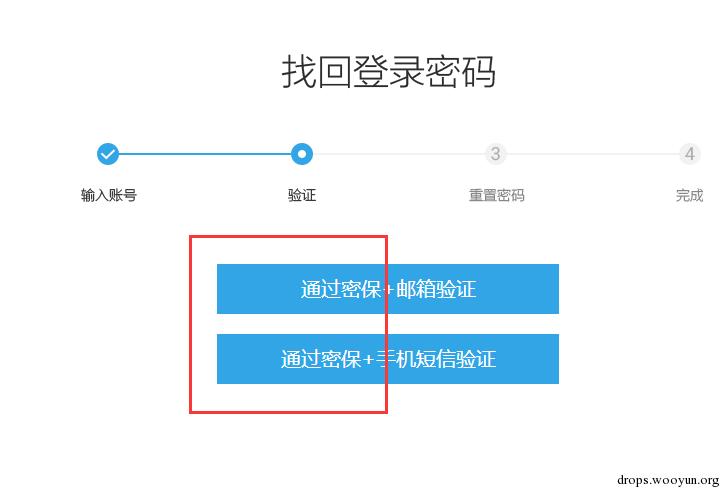 找回登录密码
3
4
输入账号
验证
重置密码
完成
通过密保+邮箱验证
通过密保+手机短信验证
drops.wooyun.org